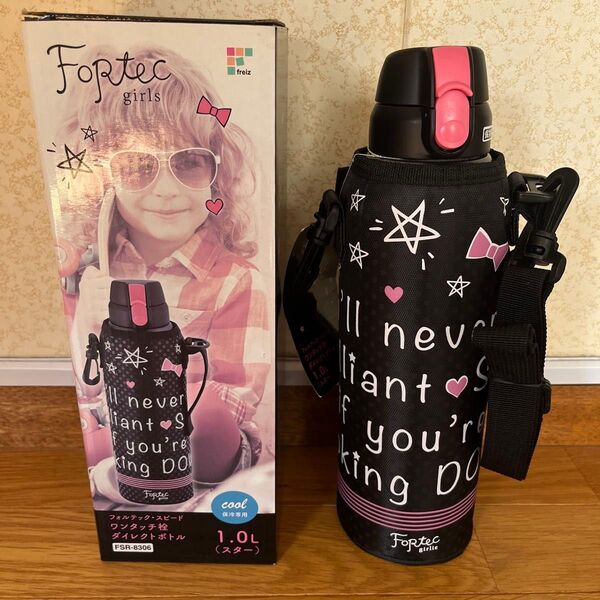 Fortec
girls
freiz
'll never
lliant S
f you're
king DO
Fortec
girlie
cool
保冷専用
フォルテック・スピード
ワンタッチ栓
ダイレクトボトル
FSR-8306
1.0L
(スター)
'll never
liant S
f you're
king DO
Fortec
girlie